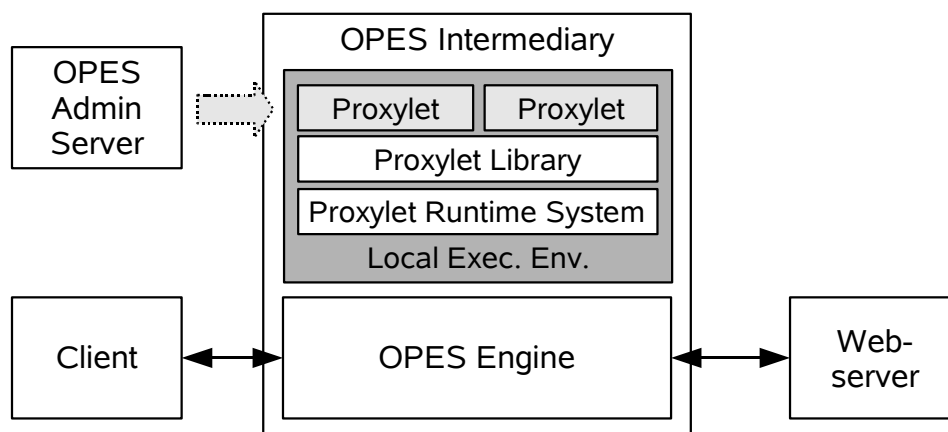 OPES Intermediary
OPES
Admin
Server
Proxylet
Proxylet
Proxylet Library
Proxylet Runtime System
Local Exec. Env.
Client
OPES Engine
Web-
server